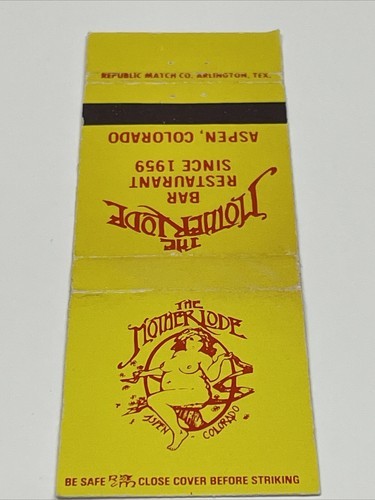 REPUBLIC MATCH CO. ARLINGTON, TEX.
THE
MOTHER LODE
BAR
RESTAURANT
SINCE 1959
ASPEN, COLORADO
THE
MOTHER LODE
ASPEN COLORADO
BE SAFE CLOSE COVER BEFORE STRIKING